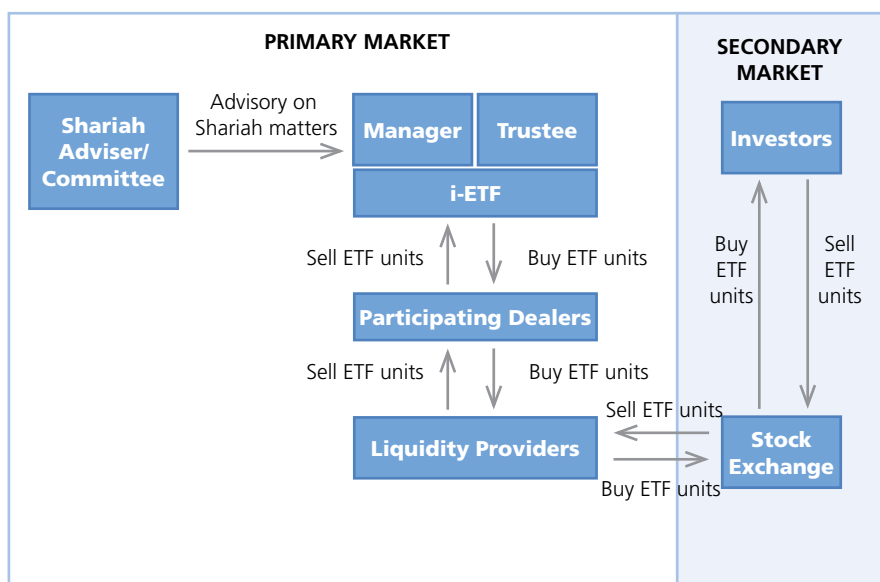 PRIMARY MARKET
SECONDARY
MARKET
Shariah
Adviser/
Committee
Advisory on
Shariah matters
Manager
Trustee
i-ETF
Investors
Sell ETF units
Buy ETF units
Buy
ETF
units
Sell
ETF
units
Participating Dealers
Sell ETF units
Buy ETF units
Sell ETF units
Liquidity Providers
Stock
Exchange
Buy ETF units